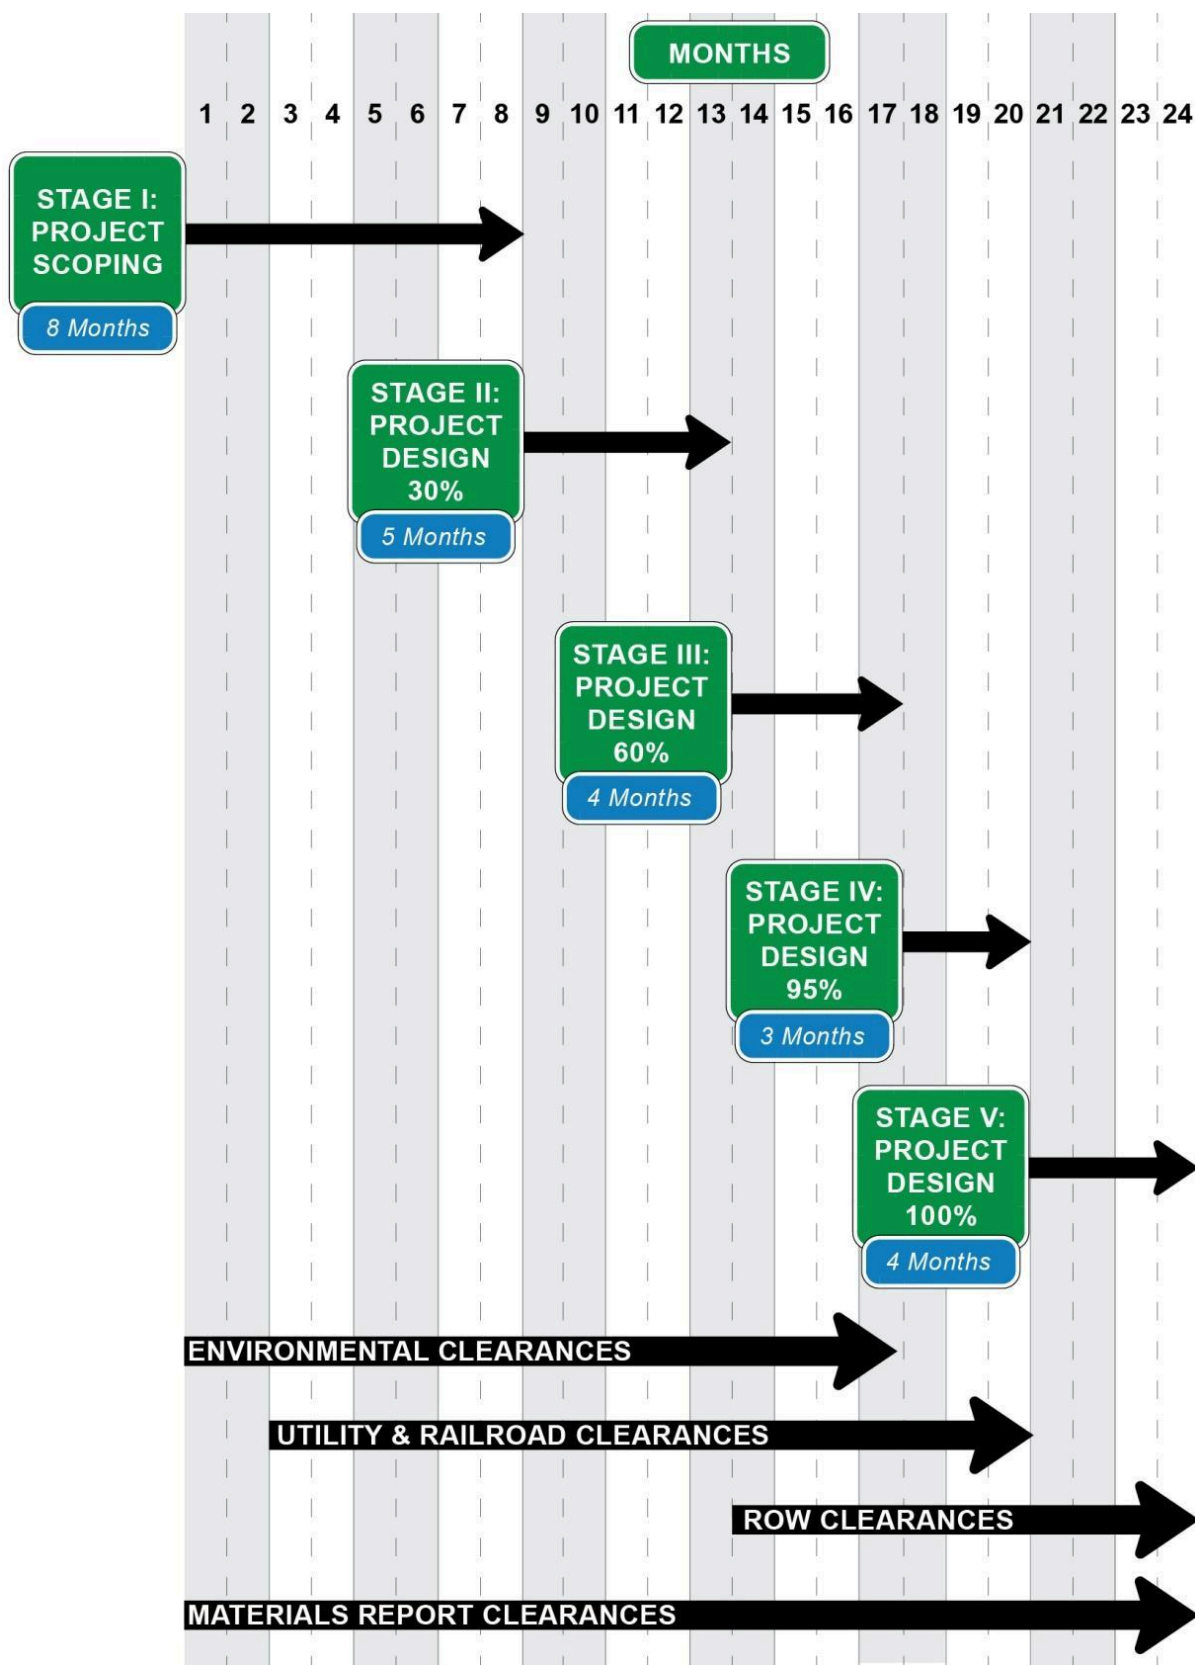 MONTHS
1 2 3 4 5 6 7 8 9 10 11 12 13 14 15 16 17 18 19 20 21 22 23 24
STAGE I:
PROJECT
SCOPING
8 Months
STAGE II:
PROJECT
DESIGN
30%
5 Months
STAGE III:
PROJECT
DESIGN
60%
4 Months
STAGE IV:
PROJECT
DESIGN
95%
3 Months
STAGE V:
PROJECT
DESIGN
100%
4 Months
ENVIRONMENTAL CLEARANCES
UTILITY & RAILROAD CLEARANCES
ROW CLEARANCES
MATERIALS REPORT CLEARANCES